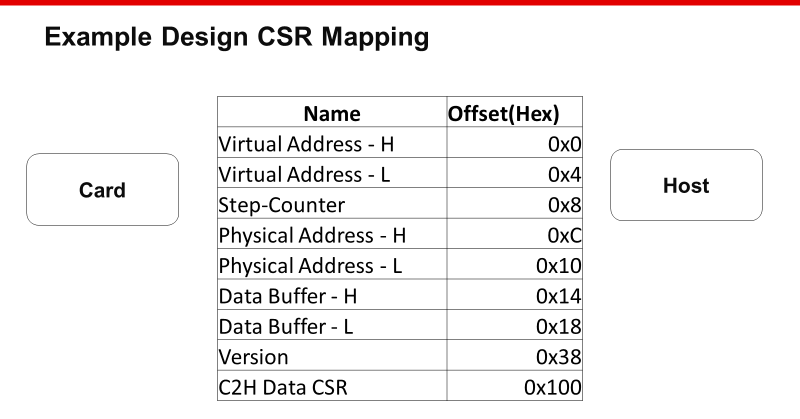 Example Design CSR Mapping
Name Offset(Hex)
Virtual Address - H 0x0
Virtual Address - L 0x4
Step-Counter 0x8
Physical Address - H 0xC
Physical Address - L 0x10
Data Buffer - H 0x14
Data Buffer - L 0x18
Version 0x38
C2H Data CSR 0x100
Card
Host